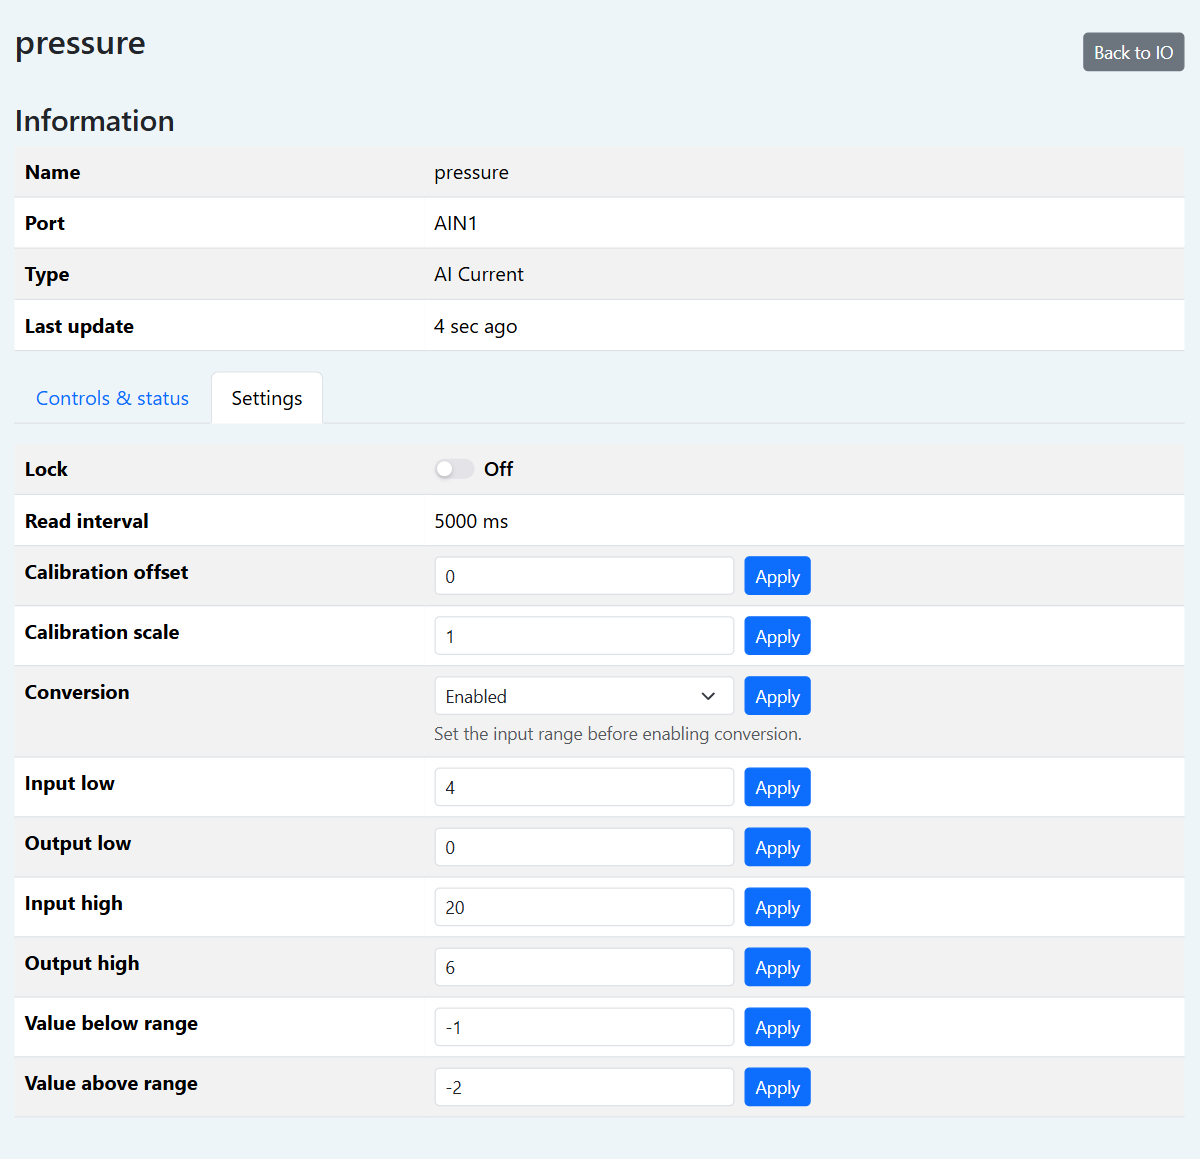 pressure
Back to IO
Information
Name pressure
Port AIN1
Type AI Current
Last update 4 sec ago
Controls & status Settings
Lock Off
Read interval 5000 ms
Calibration offset 0 Apply
Calibration scale 1 Apply
Conversion Enabled Apply
Set the input range before enabling conversion.
Input low 4 Apply
Output low 0 Apply
Input high 20 Apply
Output high 6 Apply
Value below range -1 Apply
Value above range -2 Apply